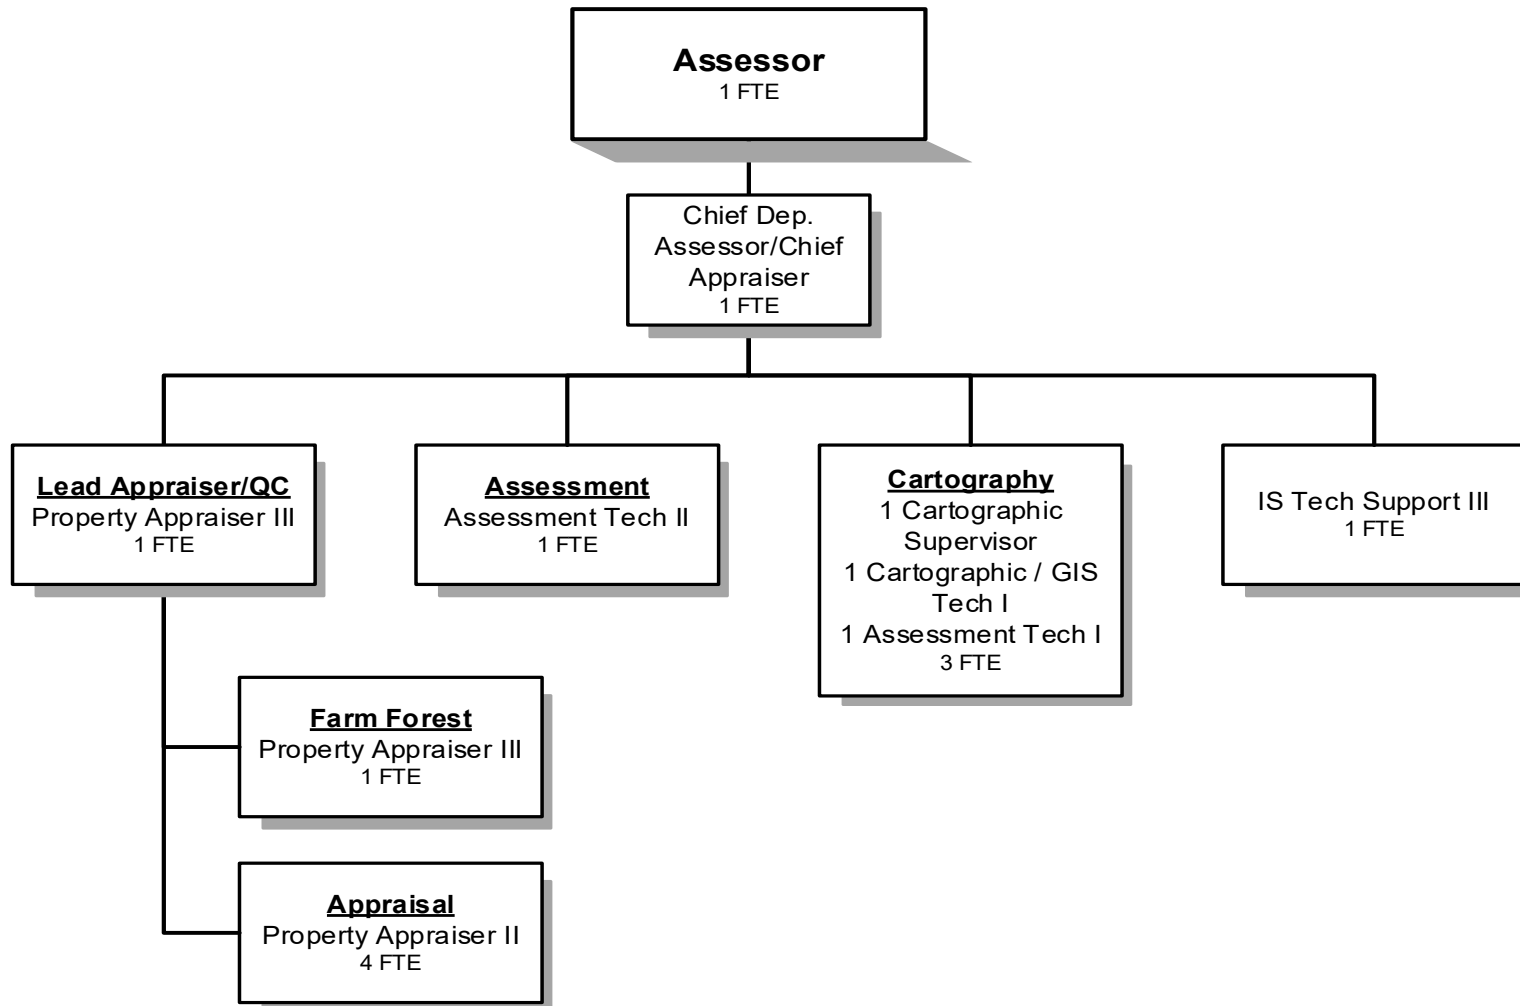 Assessor
1 FTE
Chief Dep.
Assessor/Chief
Appraiser
1 FTE
Lead Appraiser/QC
Property Appraiser III
1 FTE
Assessment
Assessment Tech II
1 FTE
Cartography
1 Cartographic
Supervisor
1 Cartographic / GIS
Tech I
1 Assessment Tech I
3 FTE
IS Tech Support III
1 FTE
Farm Forest
Property Appraiser III
1 FTE
Appraisal
Property Appraiser II
4 FTE